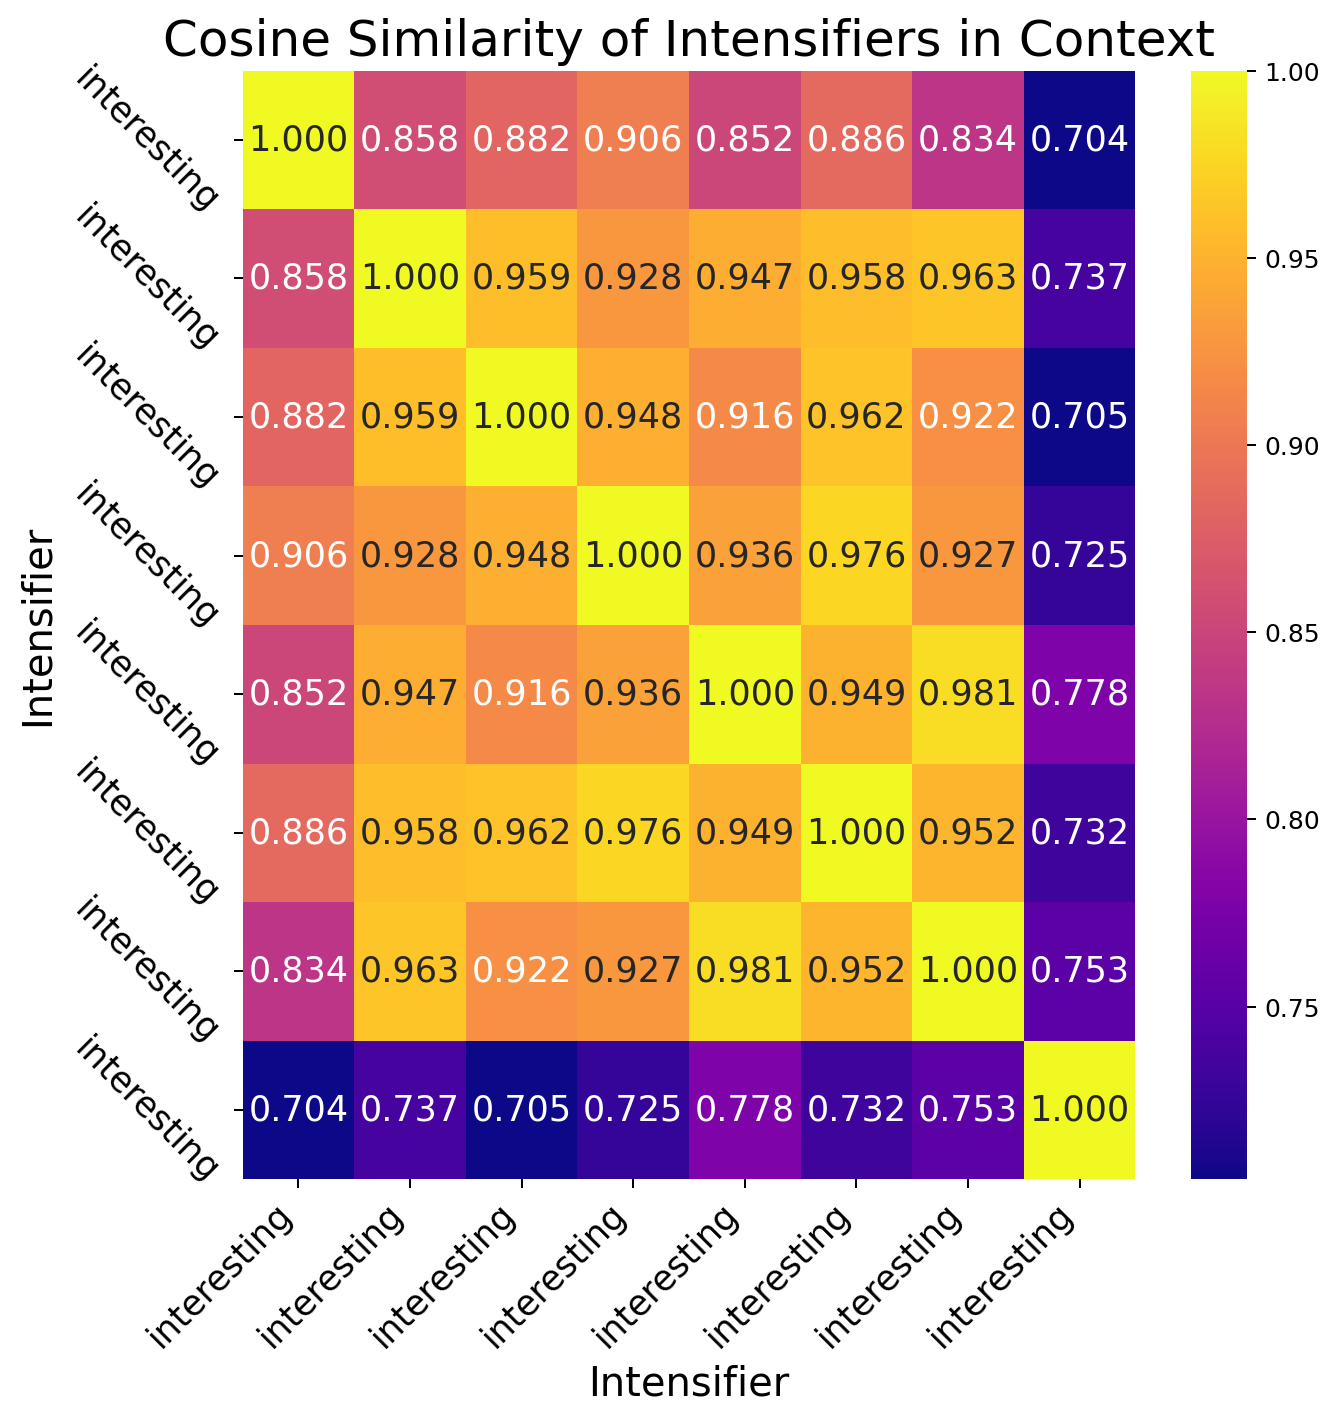 Cosine Similarity of Intensifiers in Context
interesting 1.000 0.858 0.882 0.906 0.852 0.886 0.834 0.704
interesting 0.858 1.000 0.959 0.928 0.947 0.958 0.963 0.737
interesting 0.882 0.959 1.000 0.948 0.916 0.962 0.922 0.705
interesting 0.906 0.928 0.948 1.000 0.936 0.976 0.927 0.725
interesting 0.852 0.947 0.916 0.936 1.000 0.949 0.981 0.778
interesting 0.886 0.958 0.962 0.976 0.949 1.000 0.952 0.732
interesting 0.834 0.963 0.922 0.927 0.981 0.952 1.000 0.753
interesting 0.704 0.737 0.705 0.725 0.778 0.732 0.753 1.000
interesting interesting interesting interesting interesting interesting interesting interesting
Intensifier
Intensifier
1.00
0.95
0.90
0.85
0.80
0.75